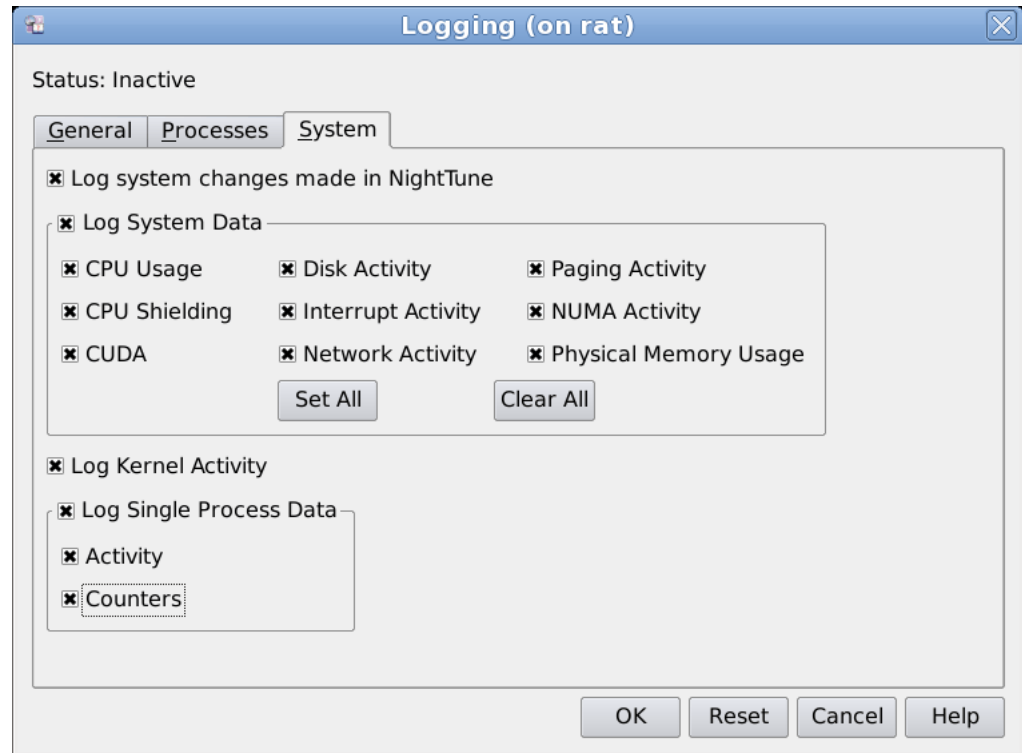 Logging (on rat)
Status: Inactive
General Processes System
Log system changes made in NightTune
Log System Data
CPU Usage Disk Activity Paging Activity
CPU Shielding Interrupt Activity NUMA Activity
CUDA Network Activity Physical Memory Usage
Set All Clear All
Log Kernel Activity
Log Single Process Data
Activity
Counters
OK Reset Cancel Help